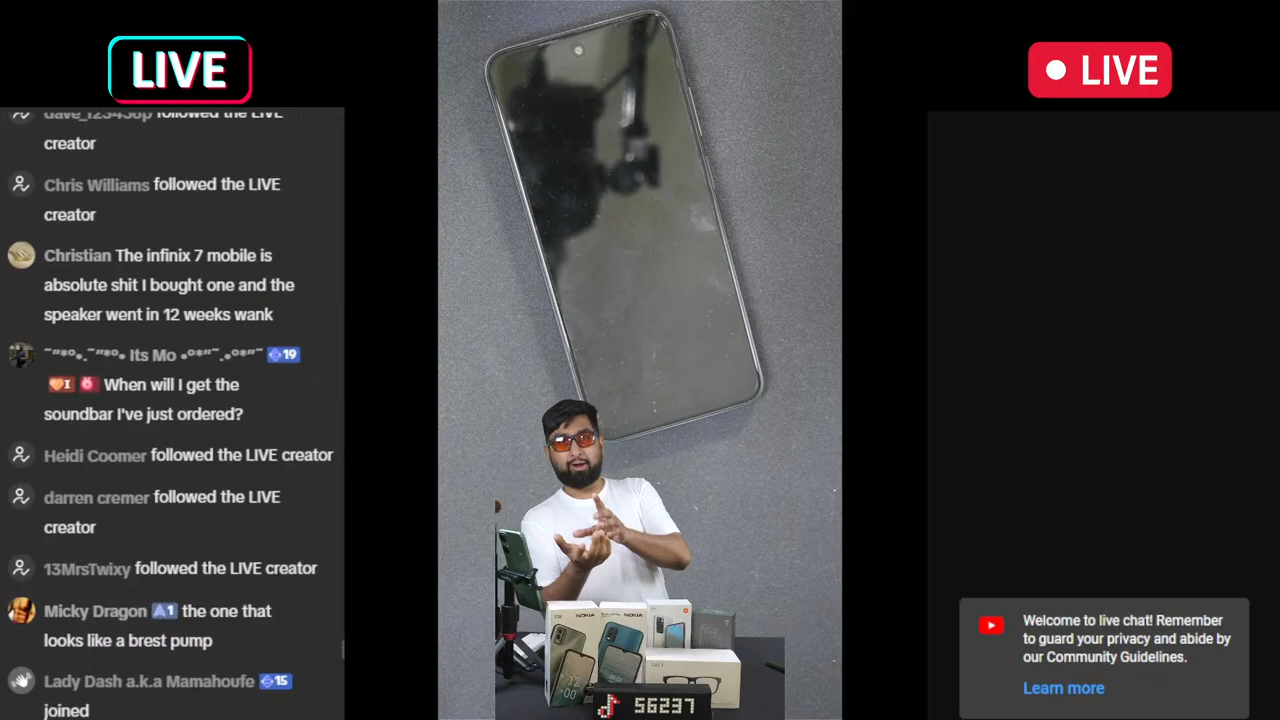 LIVE
LIVE
followed the LIVE
creator
Chris Williams followed the LIVE
creator
Christian The infinix 7 mobile is
absolute shit I bought one and the
speaker went in 12 weeks wank
Its Mo 19
I When will I get the
soundbar I've just ordered?
Heidi Coomer followed the LIVE creator
darren cremer followed the LIVE
creator
13MrsTwixy followed the LIVE creator
Micky Dragon A1 the one that
looks like a brest pump
Lady Dash a.k.a Mamahoufe 15
joined
NOKIA
NOKIA
56237
Welcome to live chat! Remember
to guard your privacy and abide by
our Community Guidelines.
Learn more